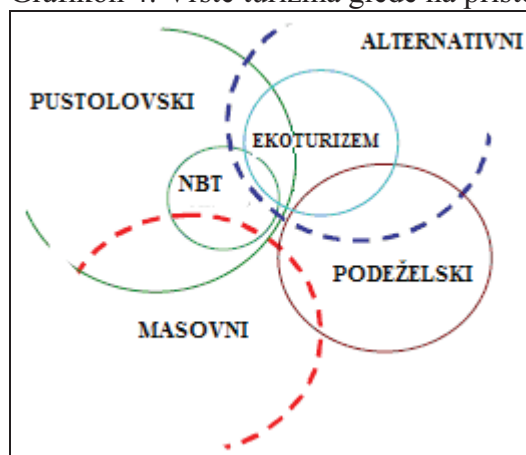 ALTERNATIVNI
PUSTOLOVSKI
EKOTURIZEM
NBT
PODEŽELSKI
MASOVNI